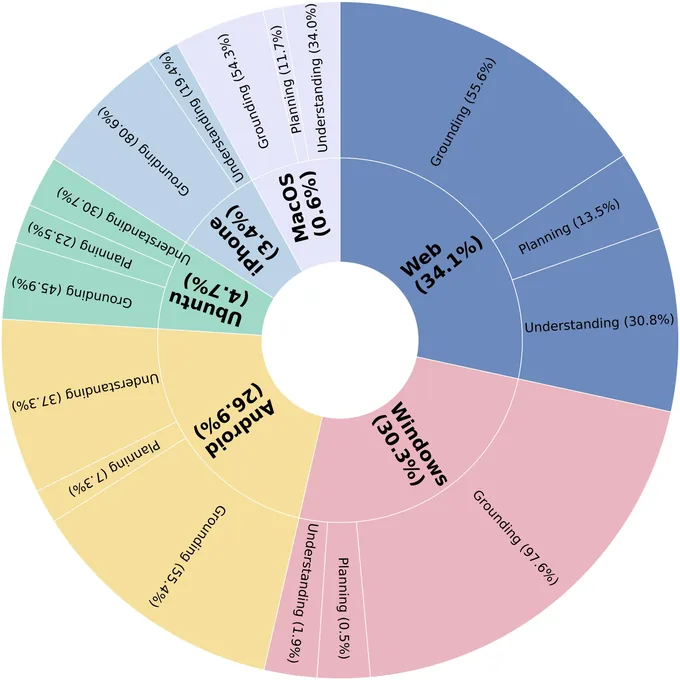 Web
(34.1%)
Grounding (55.6%)
Planning (13.5%)
Understanding (30.8%)
Windows
(30.3%)
Grounding (97.6%)
Planning (0.5%)
Understanding (1.9%)
Android
(26.9%)
Grounding (55.4%)
Planning (7.3%)
Understanding (37.3%)
Ubuntu
(4.7%)
Grounding (45.9%)
Planning (23.5%)
Understanding (30.7%)
iPhone
(3.4%)
Grounding (80.6%)
Understanding (19.4%)
MacOS
(0.6%)
Grounding (54.3%)
Planning (11.7%)
Understanding (34.0%)